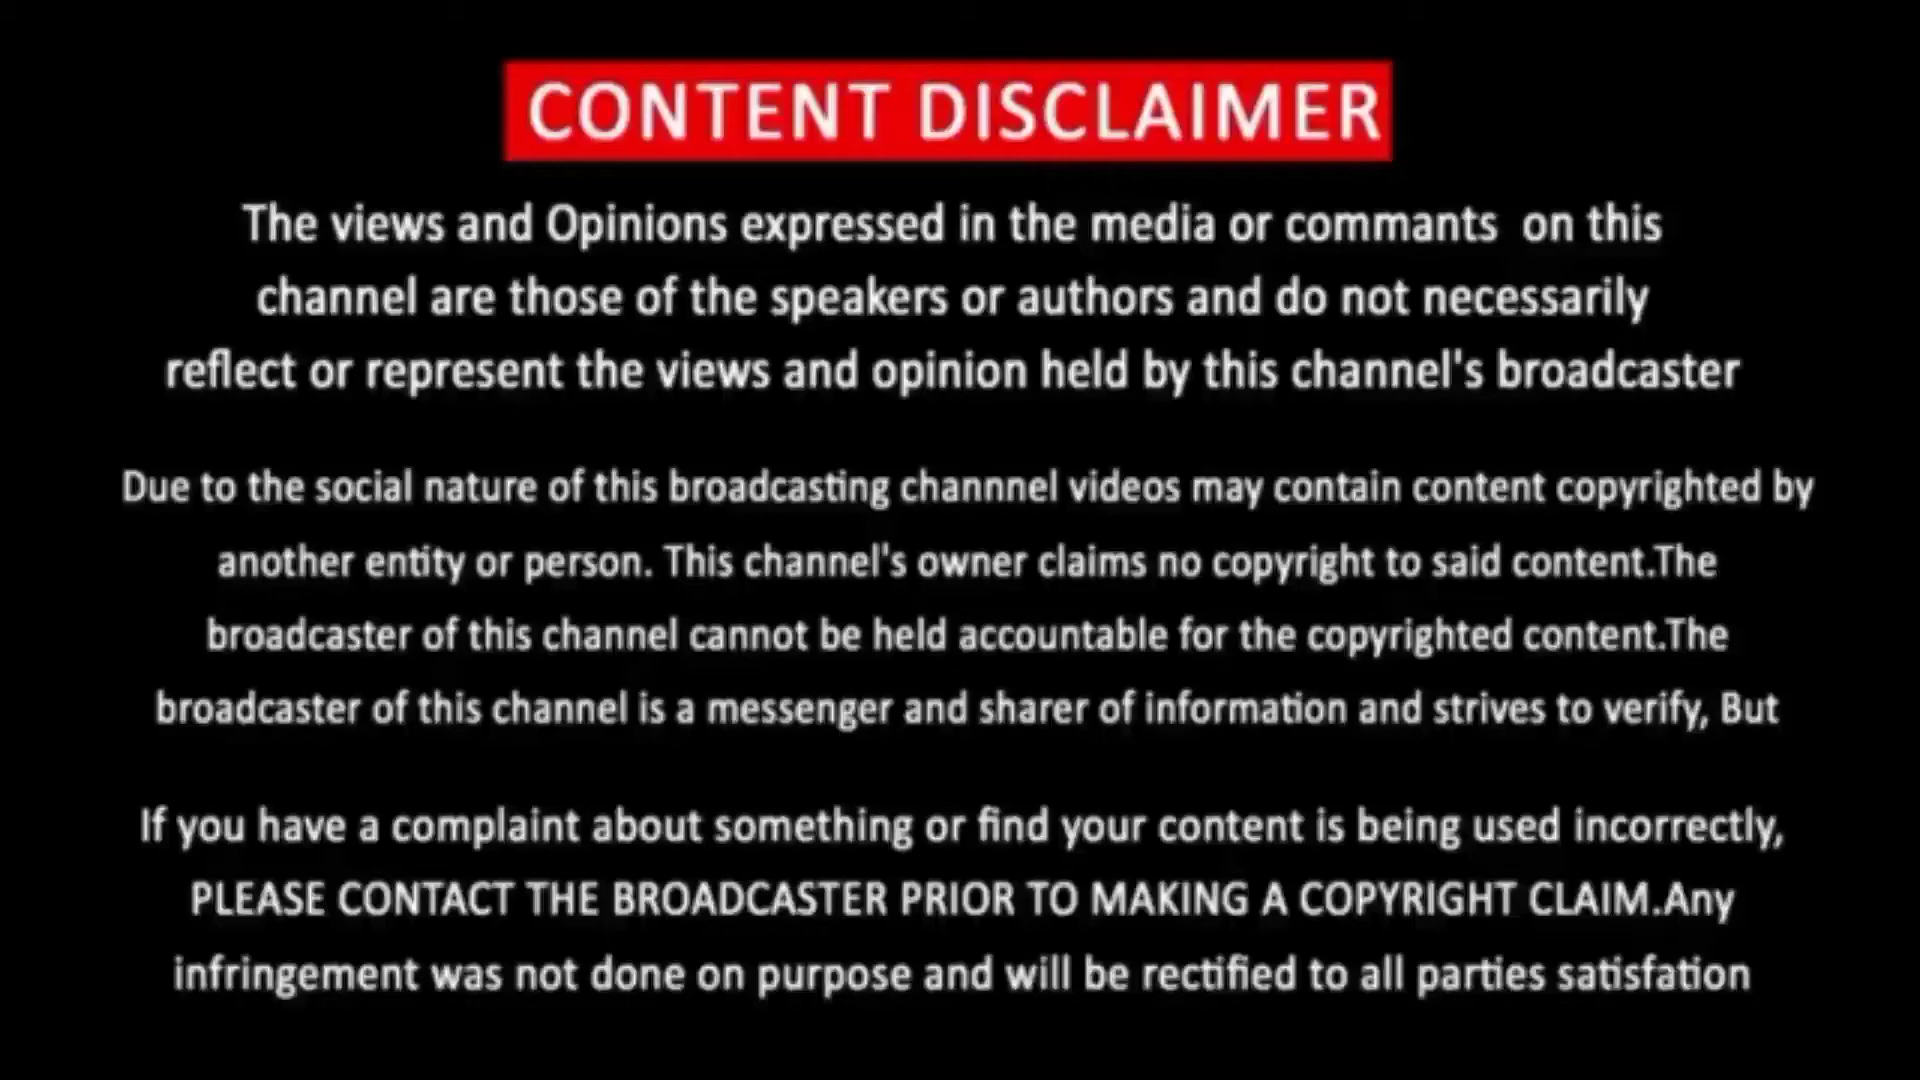 CONTENT DISCLAIMER
The views and Opinions expressed in the media or commants on this
channel are those of the speakers or authors and do not necessarily
reflect or represent the views and opinion held by this channel's broadcaster
Due to the social nature of this broadcasting channnel videos may contain content copyrighted by
another entity or person. This channel's owner claims no copyright to said content.The
broadcaster of this channel cannot be held accountable for the copyrighted content.The
broadcaster of this channel is a messenger and sharer of information and strives to verify, But
If you have a complaint about something or find your content is being used incorrectly,
PLEASE CONTACT THE BROADCASTER PRIOR TO MAKING A COPYRIGHT CLAIM.Any
infringement was not done on purpose and will be rectified to all parties satisfation